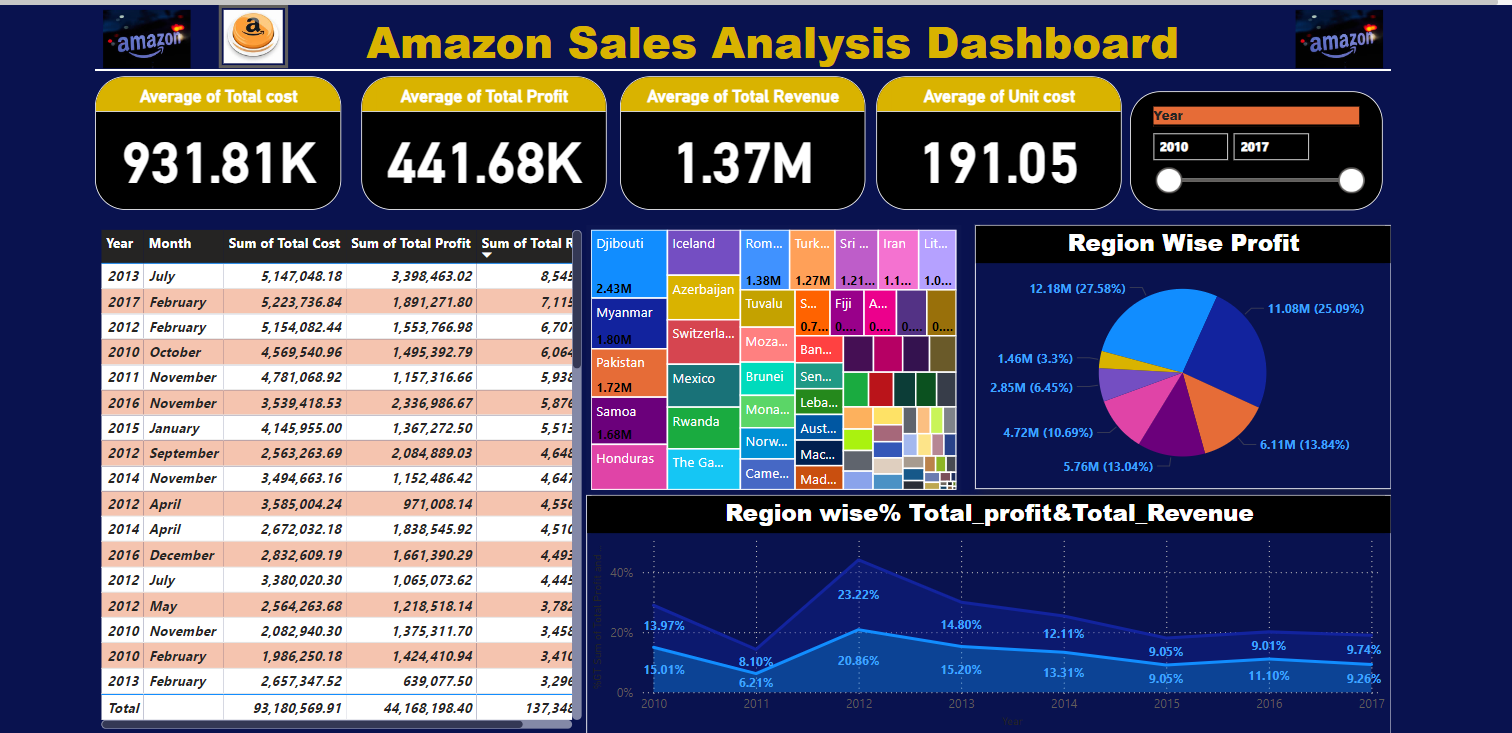 amazon
a
Amazon Sales Analysis Dashboard
amazon
Average of Total cost
931.81K
Average of Total Profit
441.68K
Average of Total Revenue
1.37M
Average of Unit cost
191.05
Year
2010 2017
Year Month Sum of Total Cost Sum of Total Profit Sum of Total R
2013 July 5,147,048.18 3,398,463.02 8,545
2017 February 5,223,736.84 1,891,271.80 7,115
2012 February 5,154,082.44 1,553,766.98 6,707
2010 October 4,569,540.96 1,495,392.79 6,064
2011 November 4,781,068.92 1,157,316.66 5,938
2016 November 3,539,418.53 2,336,986.67 5,876
2015 January 4,145,955.00 1,367,272.50 5,513
2012 September 2,563,263.69 2,084,889.03 4,648
2014 November 3,494,663.16 1,152,486.42 4,647
2012 April 3,585,004.24 971,008.14 4,556
2014 April 2,672,032.18 1,838,545.92 4,510
2016 December 2,832,609.19 1,661,390.29 4,493
2012 July 3,380,020.30 1,065,073.62 4,445
2012 May 2,564,263.68 1,218,518.14 3,782
2010 November 2,082,940.30 1,375,311.70 3,458
2010 February 1,986,250.18 1,424,410.94 3,410
2013 February 2,657,347.52 639,077.50 3,296
Total 93,180,569.91 44,168,198.40 137,348
Djibouti
2.43M
Myanmar
1.80M
Pakistan
1.72M
Samoa
1.68M
Honduras
Iceland
Azerbaijan
Switzerla...
Mexico
Rwanda
The Ga...
Rom...
1.38M
Tuvalu
Moza...
Brunei
Mona...
Norw...
Came...
Turk...
1.27M
S...
0.7...
Ban...
Sen...
Leba...
Aust...
Mac...
Mad...
Sri ...
1.21...
Iran
1.1...
Lit...
1.0...
Fiji
0....
A...
0....
0....
0....
Region Wise Profit
12.18M (27.58%)
11.08M (25.09%)
1.46M (3.3%)
2.85M (6.45%)
4.72M (10.69%)
5.76M (13.04%)
6.11M (13.84%)
Region wise% Total_profit&Total_Revenue
40%
20%
0%
13.97% 8.10% 23.22% 14.80% 12.11% 9.05% 9.01% 9.74%
15.01% 6.21% 20.86% 15.20% 13.31% 9.05% 11.10% 9.26%
2010 2011 2012 2013 2014 2015 2016 2017
Year